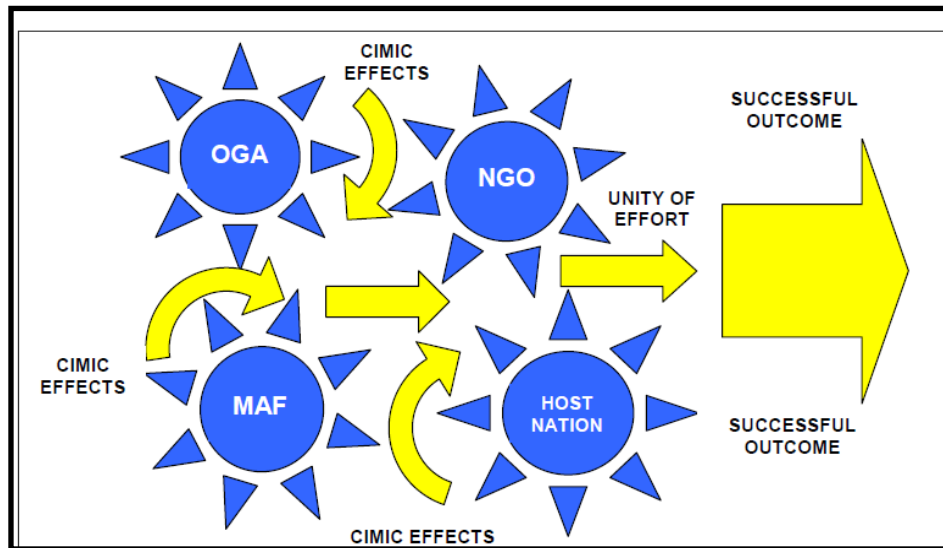 CIMIC
EFFECTS
OGA
NGO
SUCCESSFUL
OUTCOME
UNITY OF
EFFORT
CIMIC
EFFECTS
MAF
HOST
NATION
SUCCESSFUL
OUTCOME
CIMIC EFFECTS